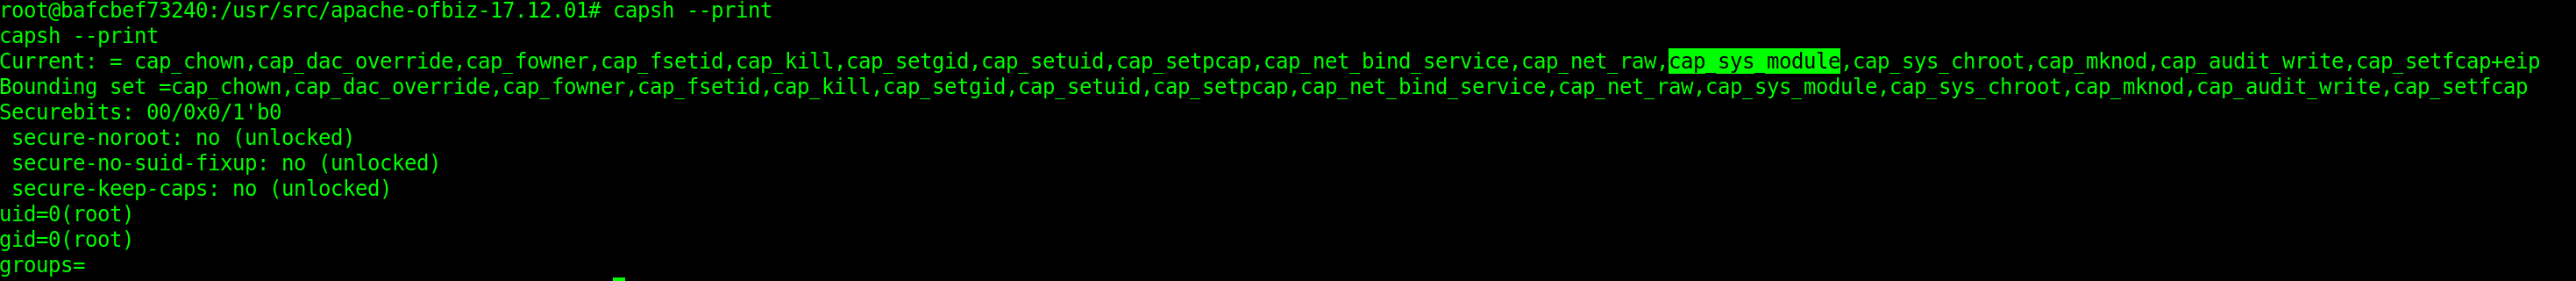 root@bafcbef73240:/usr/src/apache-ofbiz-17.12.01# capsh --print
capsh --print
Current: = cap_chown,cap_dac_override,cap_fowner,cap_fsetid,cap_kill,cap_setgid,cap_setuid,cap_setpcap,cap_net_bind_service,cap_net_raw,cap_sys_module,cap_sys_chroot,cap_mknod,cap_audit_write,cap_setfcap+eip
Bounding set =cap_chown,cap_dac_override,cap_fowner,cap_fsetid,cap_kill,cap_setgid,cap_setuid,cap_setpcap,cap_net_bind_service,cap_net_raw,cap_sys_module,cap_sys_chroot,cap_mknod,cap_audit_write,cap_setfcap
Securebits: 00/0x0/1'b0
 secure-noroot: no (unlocked)
 secure-no-suid-fixup: no (unlocked)
 secure-keep-caps: no (unlocked)
uid=0(root)
gid=0(root)
groups=